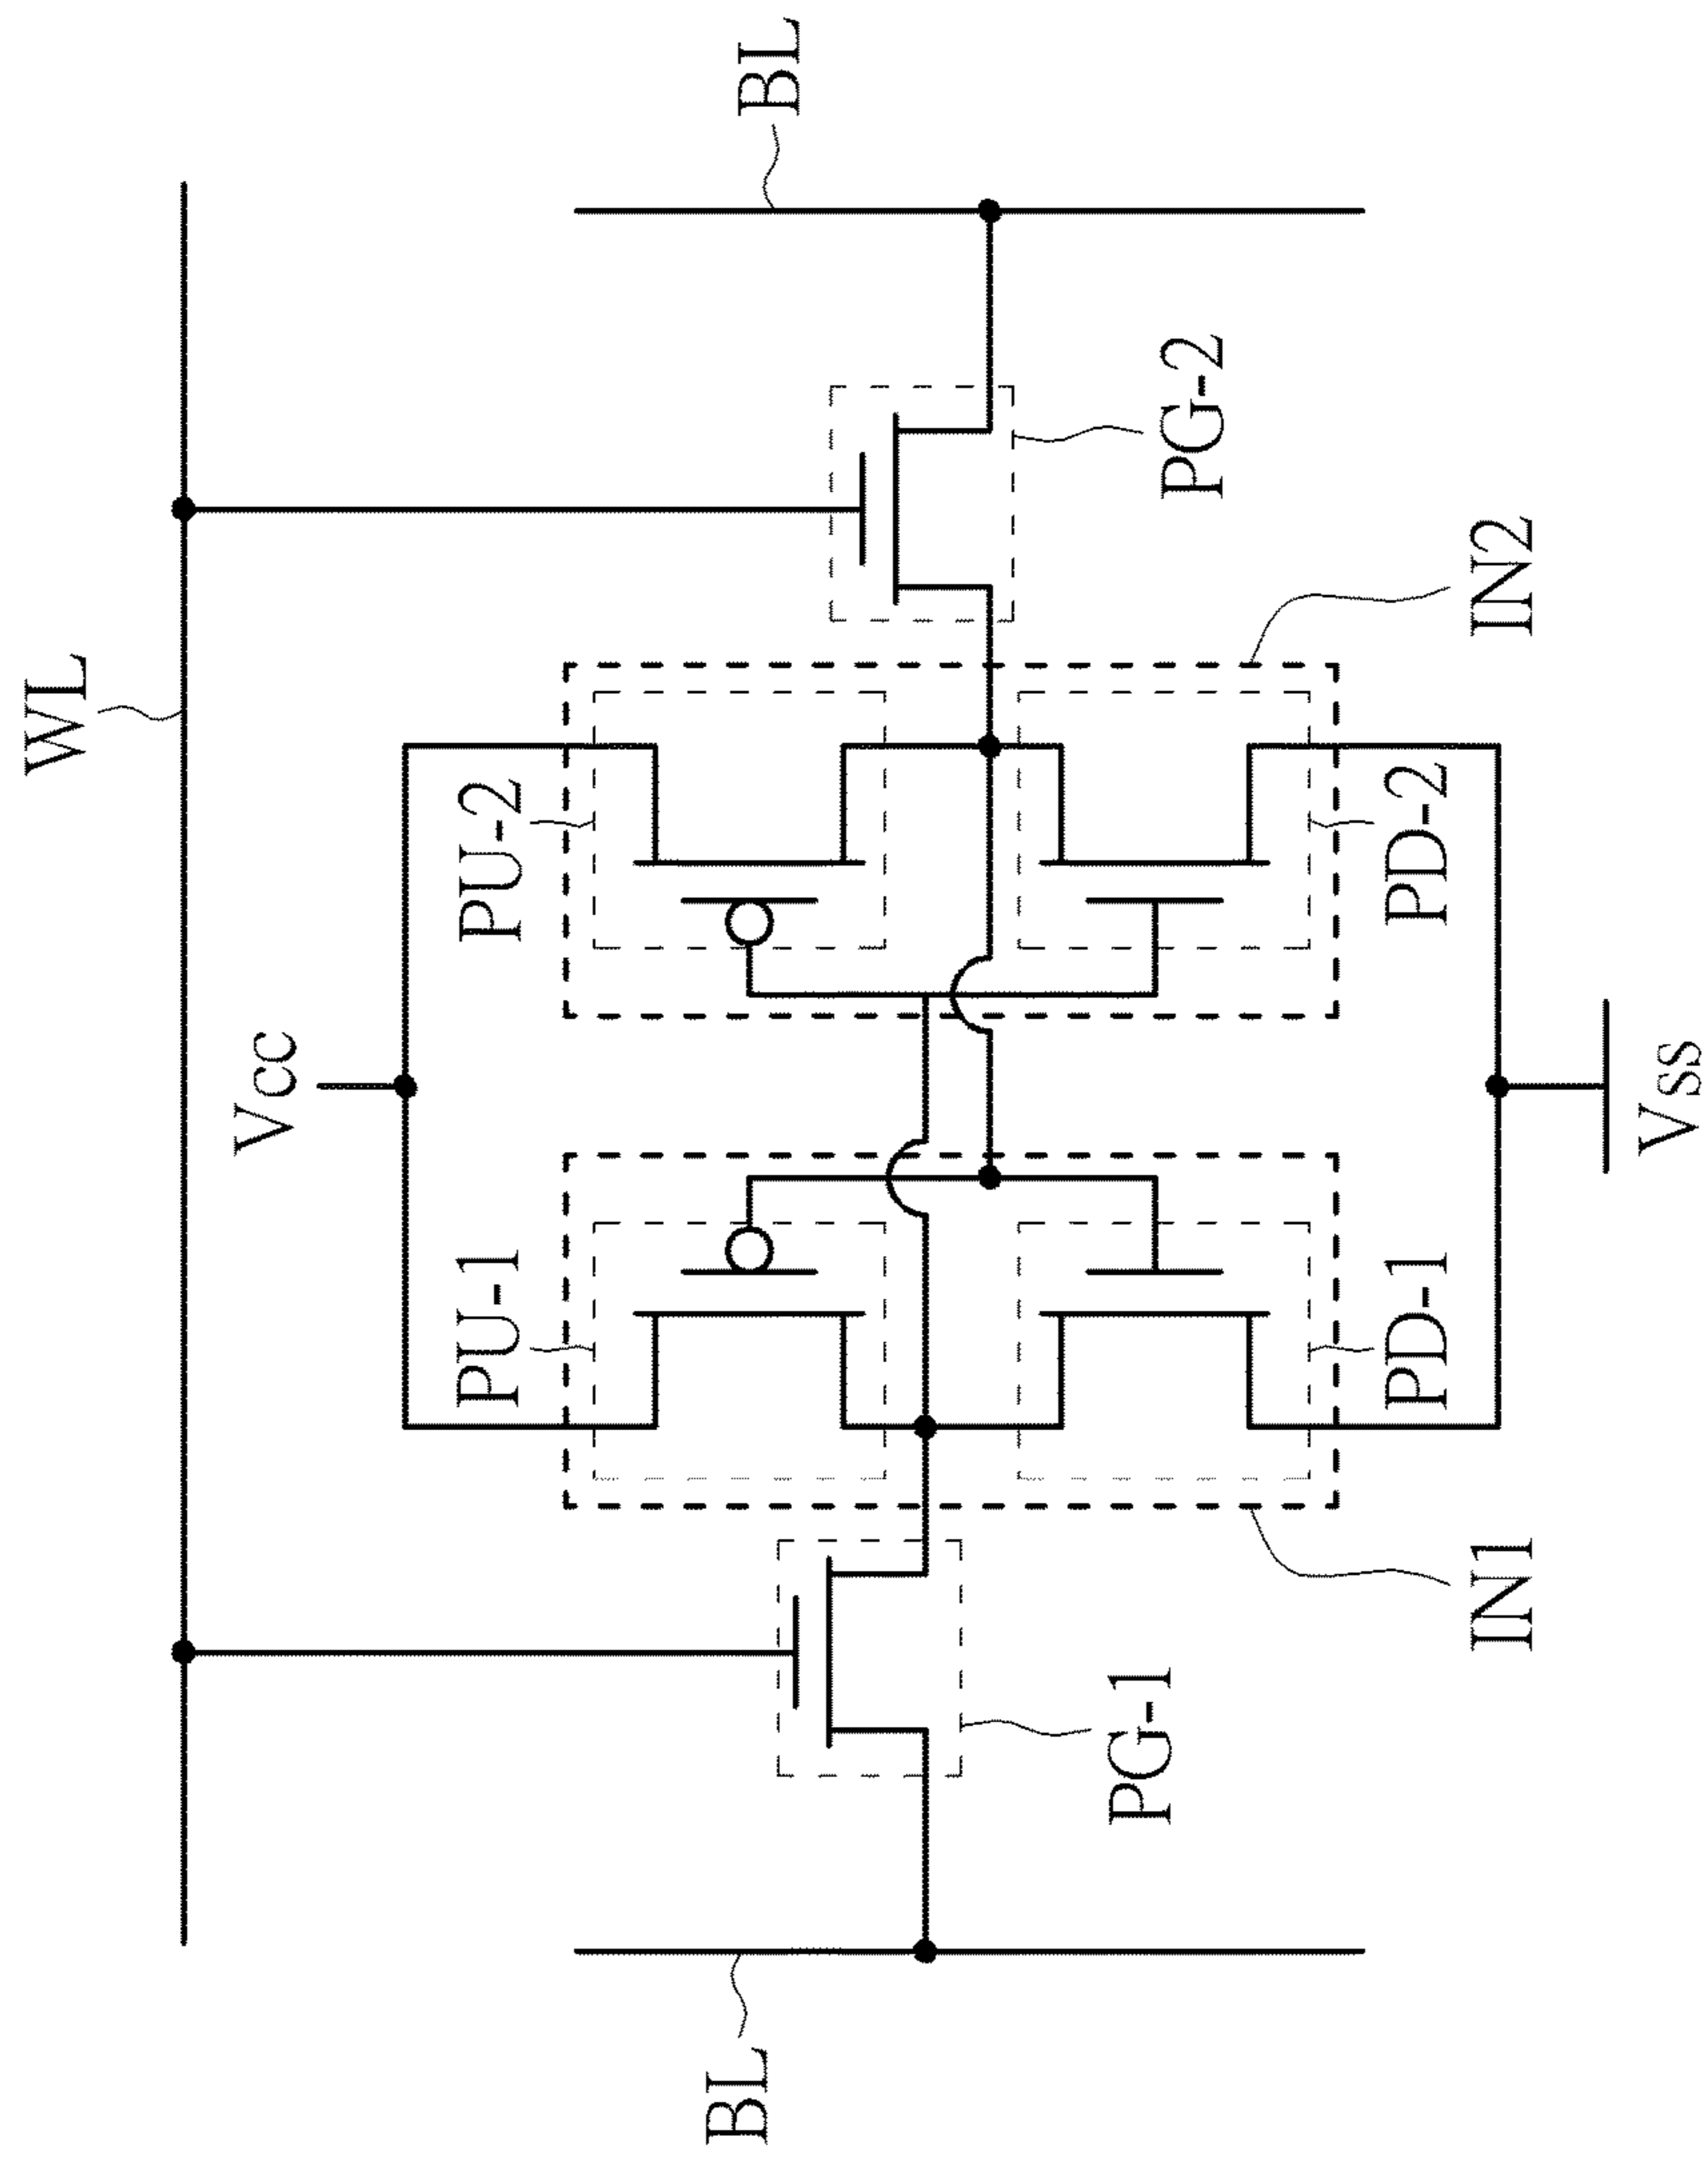 WL
VCC
PU-1
PU-2
BL
BL
PG-1
PG-2
PD-1
PD-2
IN1
IN2
VSS